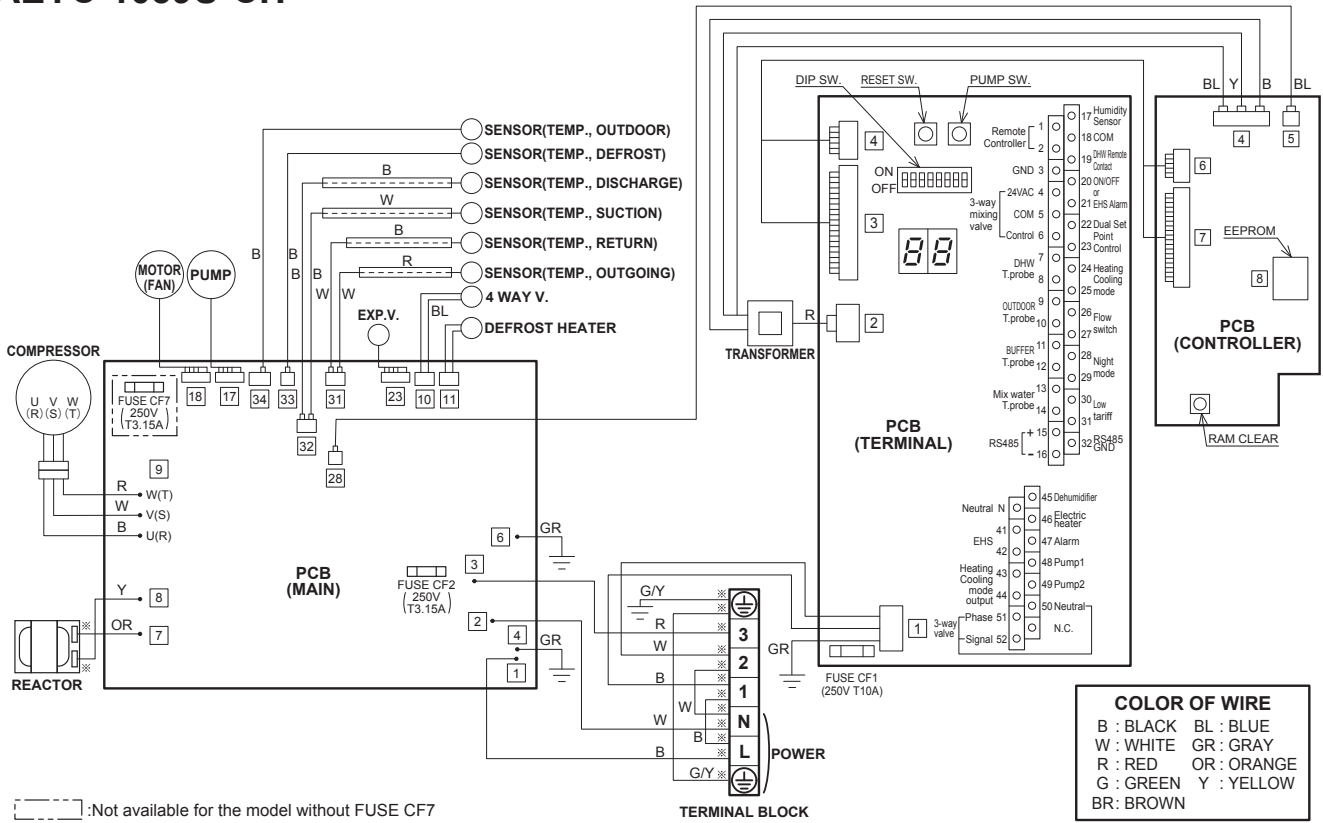 DIP SW.
RESET SW.
PUMP SW.
BL Y B BL
SENSOR(TEMP., OUTDOOR)
SENSOR(TEMP., DEFROST)
B
SENSOR(TEMP., DISCHARGE)
W
SENSOR(TEMP., SUCTION)
B
SENSOR(TEMP., RETURN)
R
SENSOR(TEMP., OUTGOING)
4 WAY V.
BL
DEFROST HEATER
B B B B W W
MOTOR
(FAN)
PUMP
EXP.V.
COMPRESSOR
U V W
(R) (S) (T)
FUSE CF7
( 250V
T3.15A )
18 17 34 33 31 23 10 11
32
28
9
R W(T)
W V(S)
B U(R)
Y 8
OR 7
※
※
REACTOR
PCB
(MAIN)
FUSE CF2
( 250V
T3.15A )
6 GR
3
2
4 GR
1
TRANSFORMER
R
4
ON
OFF
3
88
2
PCB
(TERMINAL)
Remote
Controller
1
2
GND 3
24VAC 4
3-way
mixing
valve
COM 5
Control 6
DHW
T.probe
7
8
OUTDOOR
T.probe
9
10
BUFFER
T.probe
11
12
Mix water
T.probe
13
14
RS485
+ 15
- 16
17 Humidity
Sensor
18 COM
19 DHW Remote
Contact
20 ON/OFF
or
21 EHS Alarm
22 Dual Set
Point
23 Control
24 Heating
Cooling
25 mode
26 Flow
27 switch
28 Night
29 mode
30 Low
31 tariff
32 RS485
GND
Neutral N
41
EHS
42
Heating
Cooling
mode
output
43
44
3-way
valve
Phase 51
Signal 52
45 Dehumidifier
46 Electric
heater
47 Alarm
48 Pump1
49 Pump2
50 Neutral
N.C.
1
FUSE CF1
(250V T10A)
4 5
6
7
EEPROM
8
PCB
(CONTROLLER)
RAM CLEAR
G/Y ※
※
R ※ 3
W ※
※ 2
GR
B ※
※ 1
W
W ※ N
※
B
B ※ L
POWER
G/Y ※
TERMINAL BLOCK
COLOR OF WIRE
B : BLACK BL : BLUE
W : WHITE GR : GRAY
R : RED OR : ORANGE
G : GREEN Y : YELLOW
BR : BROWN
:Not available for the model without FUSE CF7